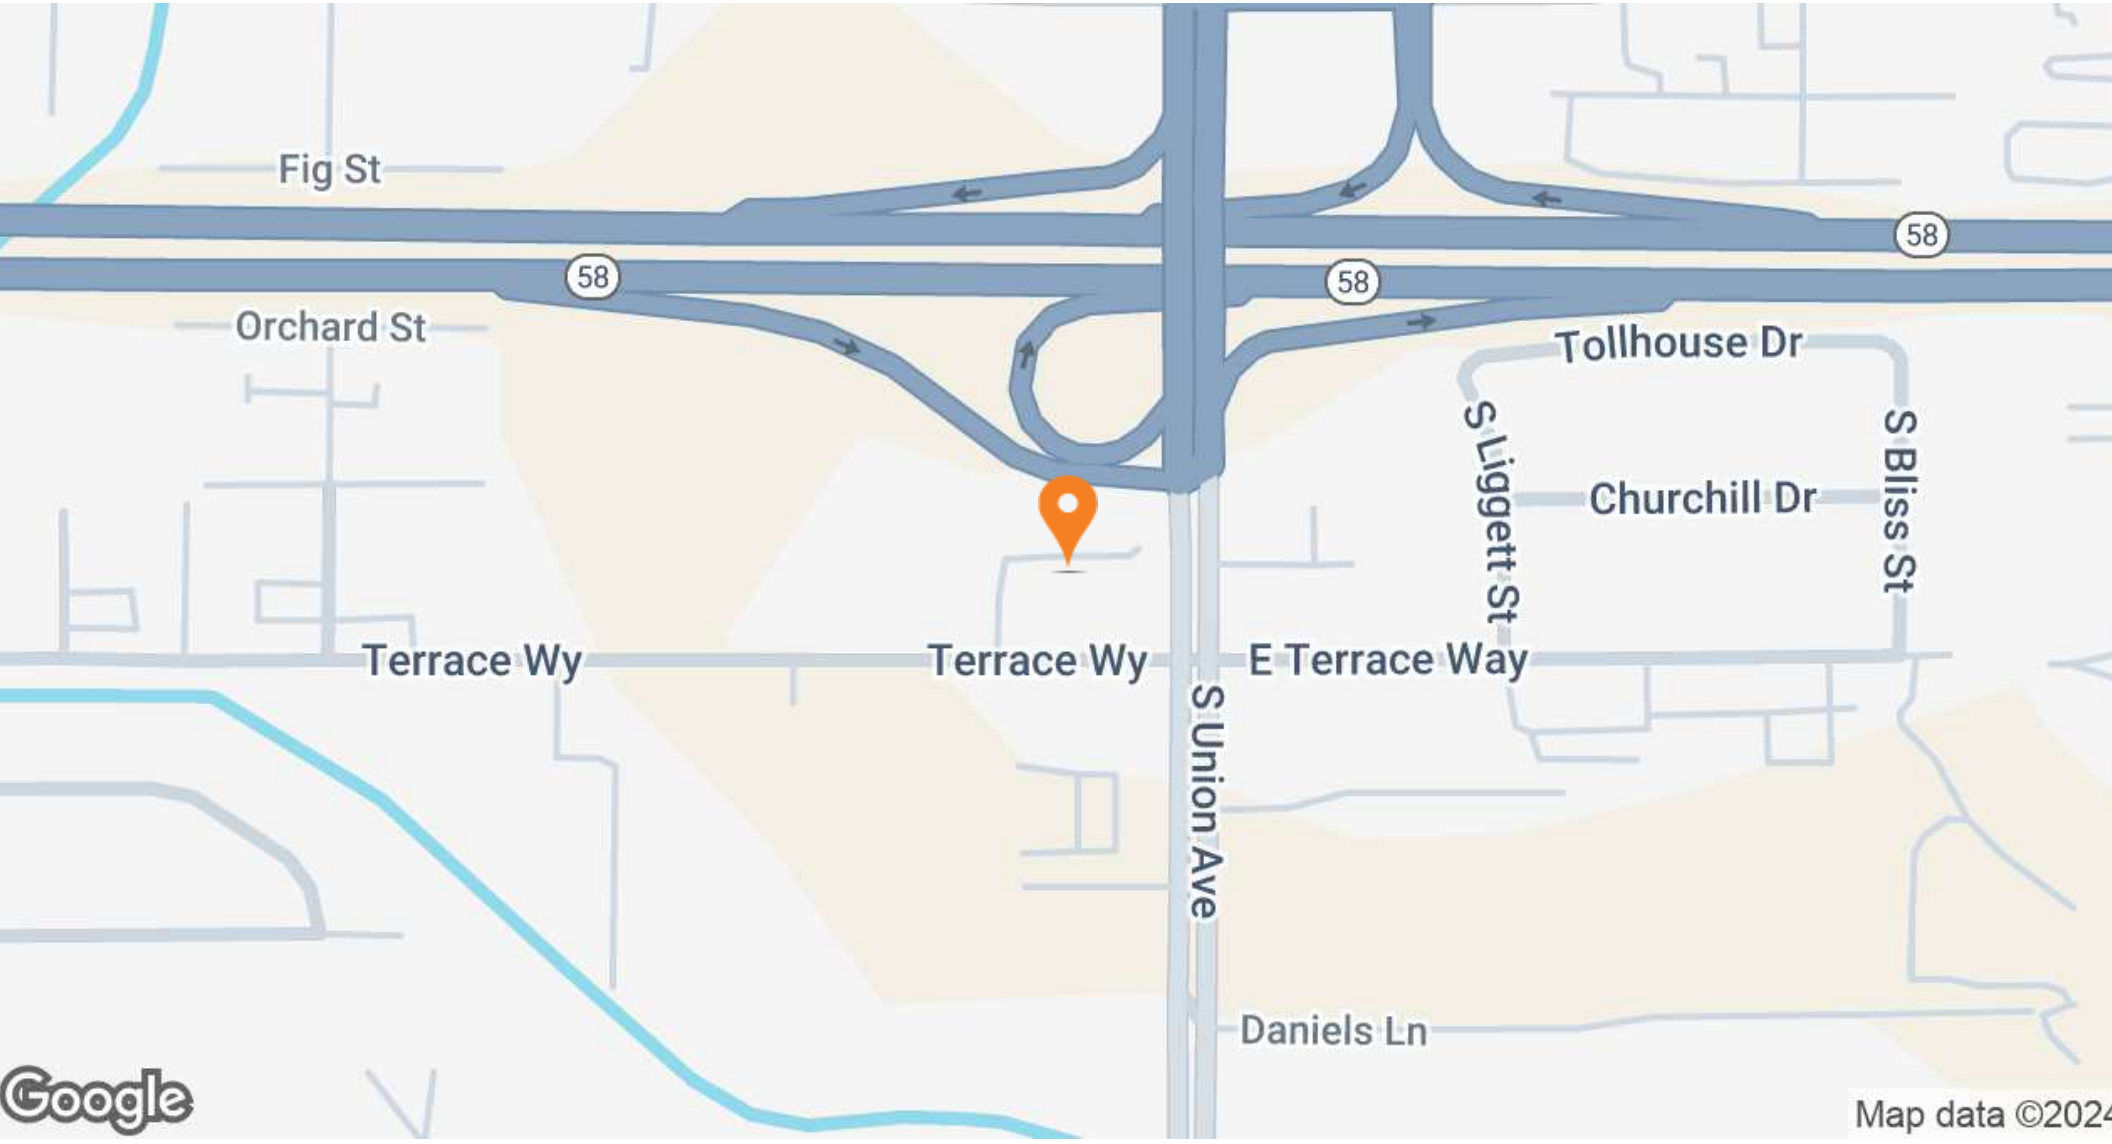 Fig St
58
58
58
Orchard St
Tollhouse Dr
S Liggett St
S Bliss St
Churchill Dr
Terrace Wy
Terrace Wy
E Terrace Way
S Union Ave
Daniels Ln
Google
Map data ©2024